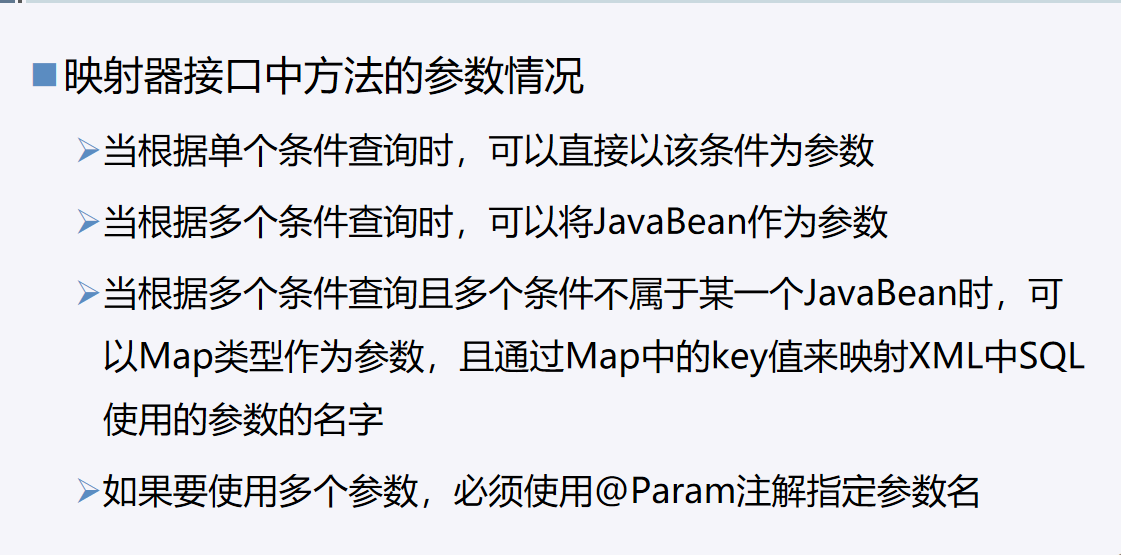 映射器接口中方法的参数情况
当根据单个条件查询时，可以直接以该条件为参数
当根据多个条件查询时，可以将JavaBean作为参数
当根据多个条件查询且多个条件不属于某一个JavaBean时，可
以Map类型作为参数，且通过Map中的key值来映射XML中SQL
使用的参数的名字
如果要使用多个参数，必须使用@Param注解指定参数名